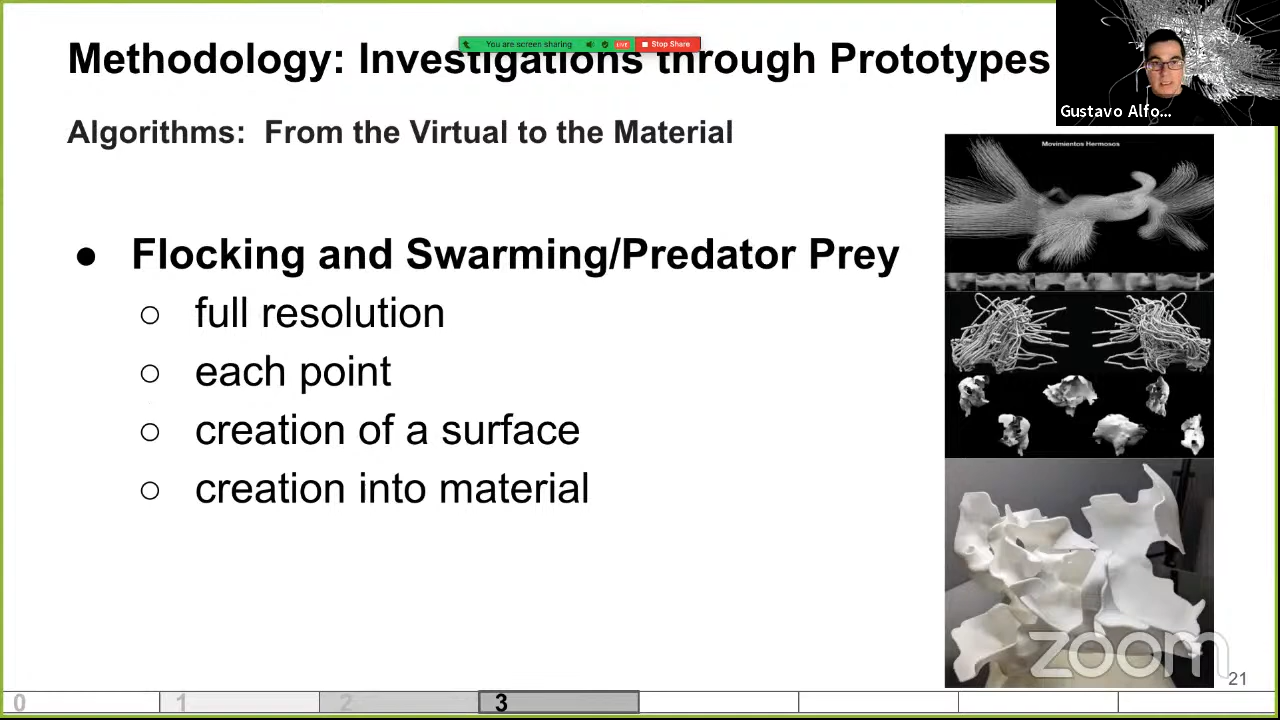 You are screen sharing LIVE Stop Share
Methodology: Investigations through Prototypes
Gustavo Alfo...
Algorithms: From the Virtual to the Material
Movimientos Hermosos
● Flocking and Swarming/Predator Prey
○ full resolution
○ each point
○ creation of a surface
○ creation into material
zoom
21
0 1 2 3